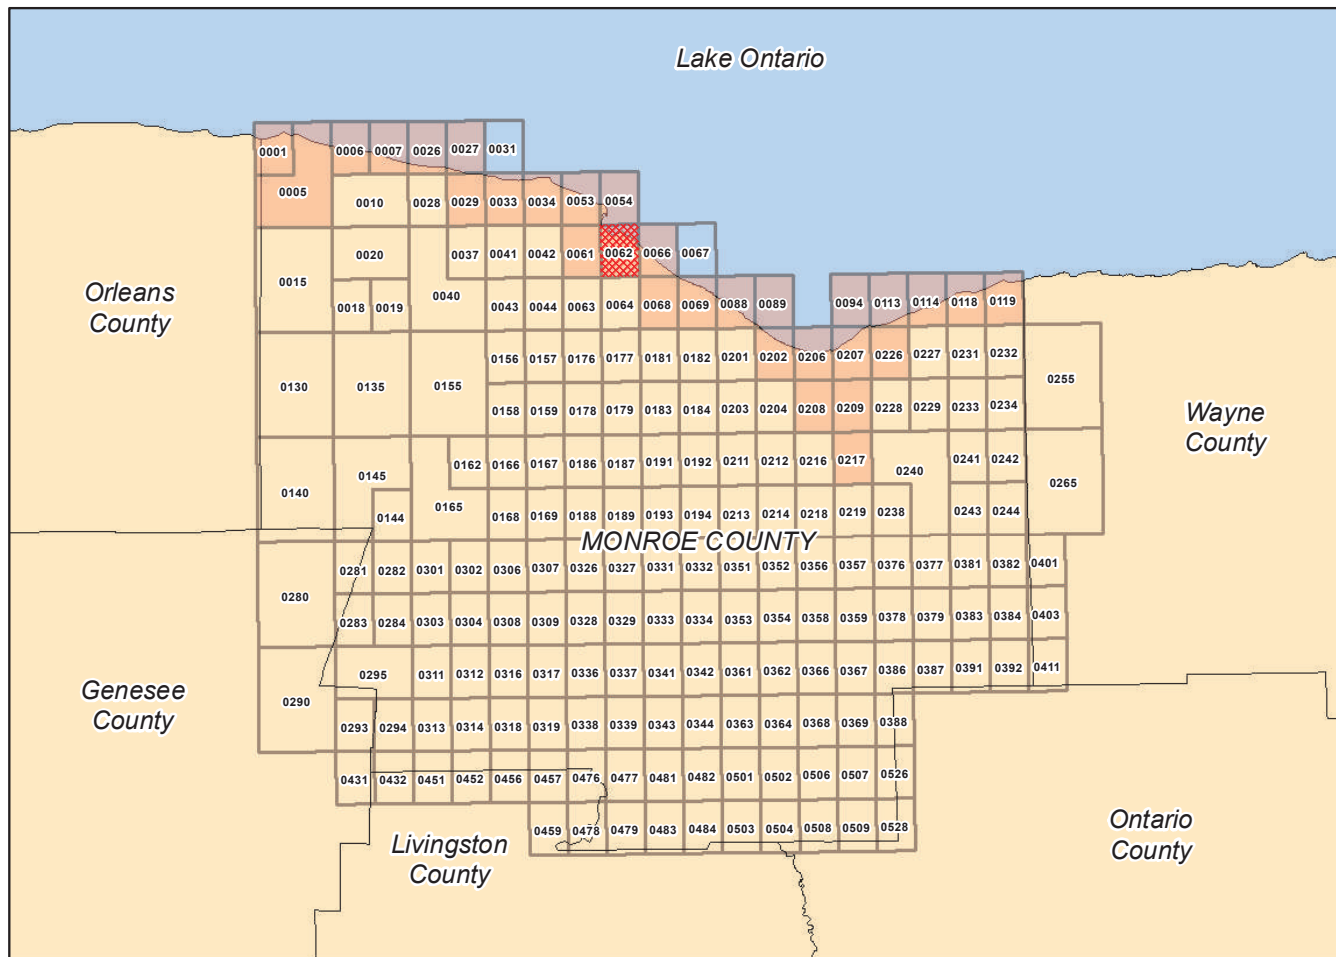 Lake Ontario
0001
0006 0007 0026 0027 0031
0005
0010 0028 0029 0033 0034 0053 0054
0015
0020
0037 0041 0042 0061 0062 0066 0067
Orleans
County
0018 0019
0040
0043 0044 0063 0064 0068 0069 0088 0089 0094 0113 0114 0118 0119
0130 0135 0155
0156 0157 0176 0177 0181 0182 0201 0202 0206 0207 0226 0227 0231 0232
0255
0158 0159 0178 0179 0183 0184 0203 0204 0208 0209 0228 0229 0233 0234
Wayne
County
0140
0145
0144
0162 0166 0167 0186 0187 0191 0192 0211 0212 0216 0217
0240
0241 0242
0265
0165
0168 0169 0188 0189 0193 0194 0213 0214 0218 0219 0238
0243 0244
MONROE COUNTY
0280
0281 0282 0301 0302 0306 0307 0326 0327 0331 0332 0351 0352 0356 0357 0376 0377 0381 0382 0401
0283 0284 0303 0304 0308 0309 0328 0329 0333 0334 0353 0354 0358 0359 0378 0379 0383 0384 0403
Genesee
County
0290
0295 0311 0312 0316 0317 0336 0337 0341 0342 0361 0362 0366 0367 0386 0387 0391 0392 0411
0293 0294 0313 0314 0318 0319 0338 0339 0343 0344 0363 0364 0368 0369 0388
0431 0432 0451 0452 0456 0457 0476 0477 0481 0482 0501 0502 0506 0507 0526
0459 0478 0479 0483 0484 0503 0504 0508 0509 0528
Livingston
County
Ontario
County